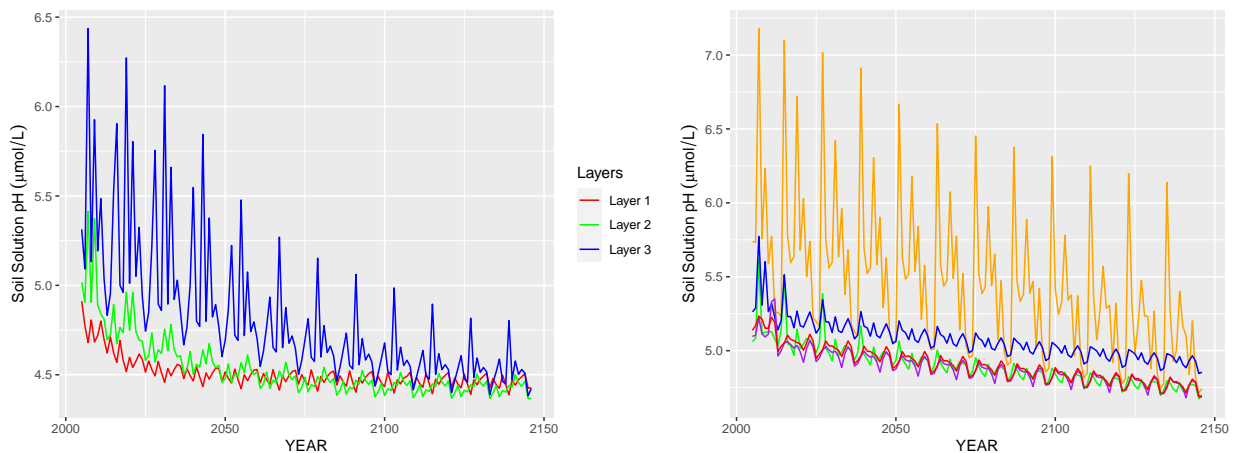 6.5
6.0
5.5
5.0
4.5
Soil Solution pH (μmol/L)
2000
2050
2100
2150
YEAR
Layers
Layer 1
Layer 2
Layer 3
7.0
6.5
6.0
5.5
5.0
Soil Solution pH (μmol/L)
2000
2050
2100
2150
YEAR